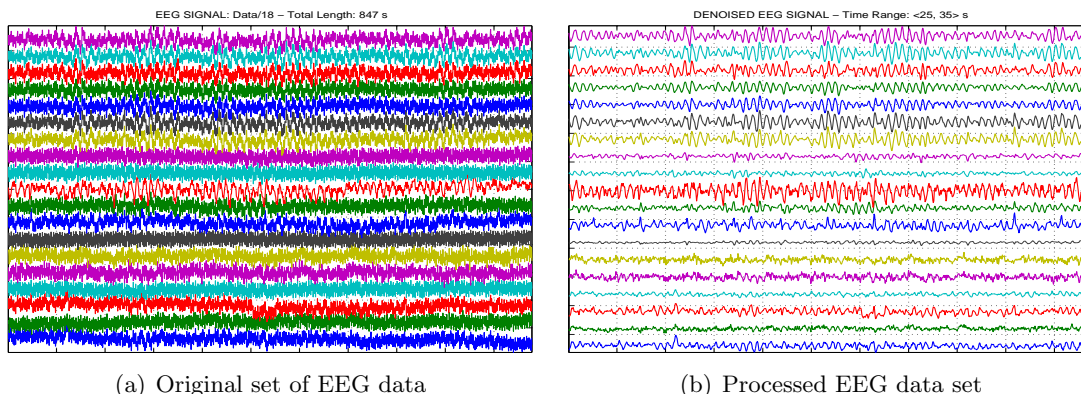 EEG SIGNAL: Data/18 – Total Length: 847 s
DENOISED EEG SIGNAL – Time Range: <25, 35> s
(a) Original set of EEG data
(b) Processed EEG data set